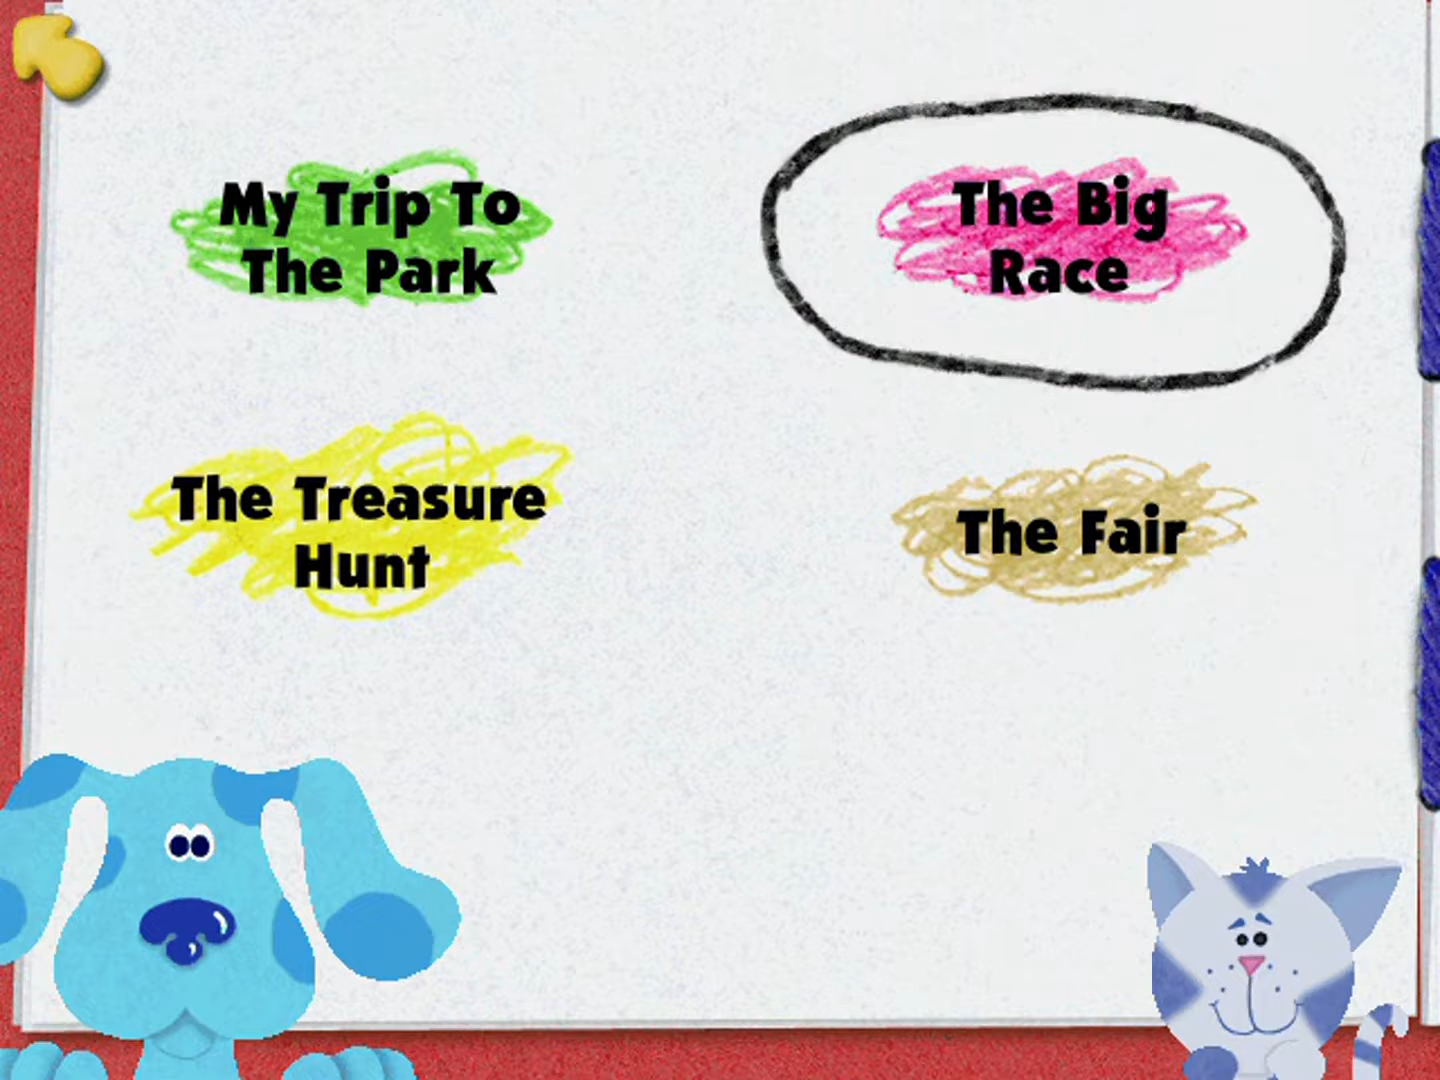 My Trip To
The Park
The Big
Race
The Treasure
Hunt
The Fair